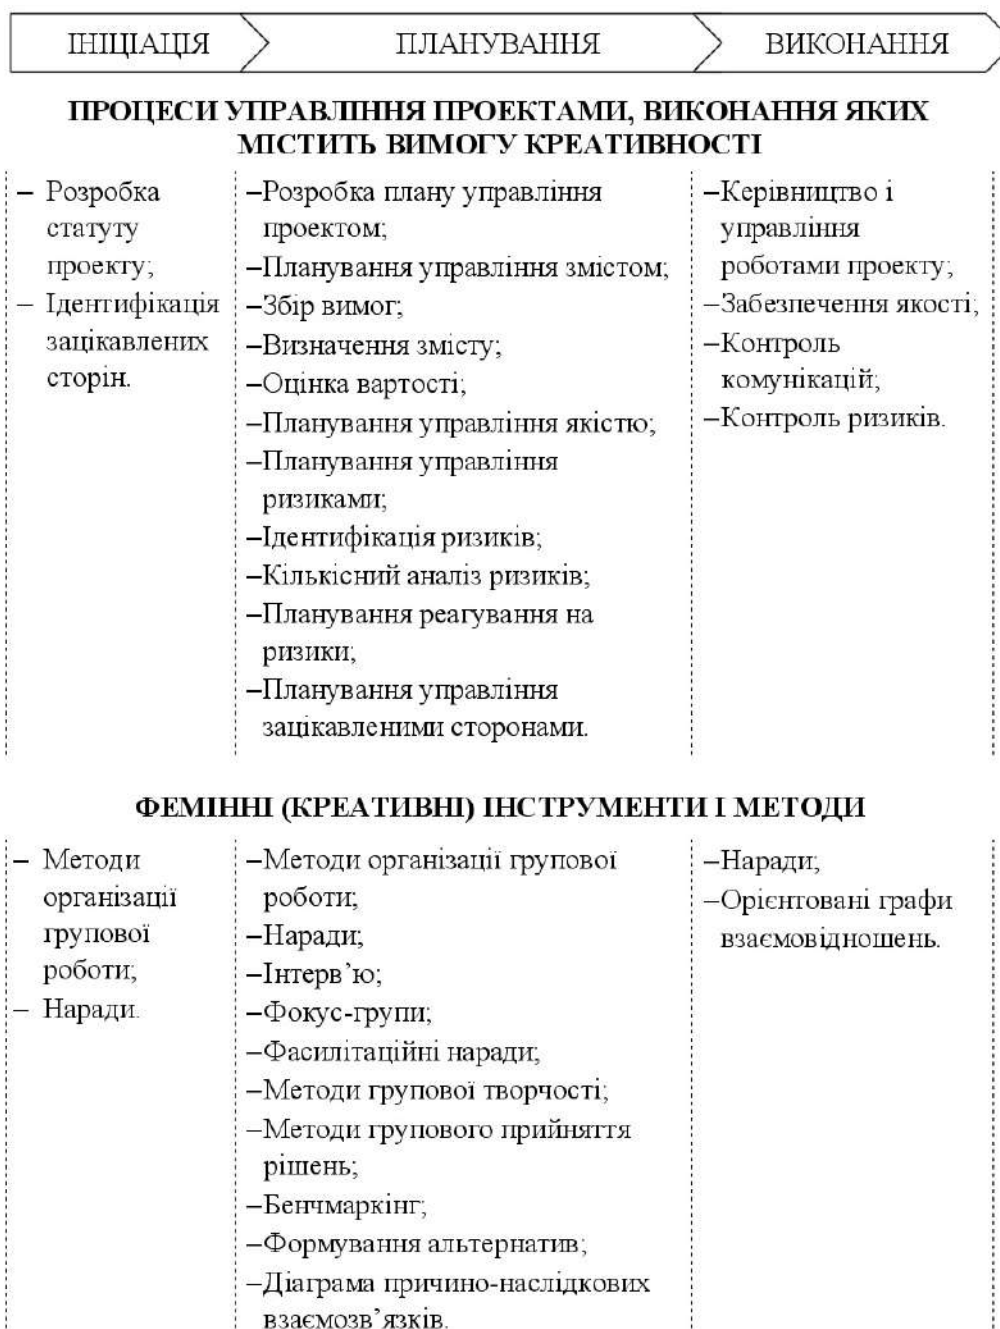 ІНІЦІАЦІЯ
ПЛАНУВАННЯ
ВИКОНАННЯ
ПРОЦЕСИ УПРАВЛІННЯ ПРОЕКТАМИ, ВИКОНАННЯ ЯКИХ
МІСТИТЬ ВИМОГУ КРЕАТИВНОСТІ
– Розробка
статуту
проекту;
– Ідентифікація
зацікавлених
сторін.
–Розробка плану управління
проектом;
–Планування управління змістом;
–Збір вимог;
–Визначення змісту;
–Оцінка вартості;
–Планування управління якістю;
–Планування управління
ризиками;
–Ідентифікація ризиків;
–Кількісний аналіз ризиків;
–Планування реагування на
ризики;
–Планування управління
зацікавленими сторонами.
–Керівництво і
управління
роботами проекту;
–Забезпечення якості;
–Контроль
комунікацій;
–Контроль ризиків.
ФЕМІННІ (КРЕАТИВНІ) ІНСТРУМЕНТИ І МЕТОДИ
– Методи
організації
групової
роботи;
– Наради.
–Методи організації групової
роботи;
–Наради;
–Інтерв’ю;
–Фокус-групи;
–Фасилітаційні наради;
–Методи групової творчості;
–Методи групового прийняття
рішень;
–Бенчмаркінг;
–Формування альтернатив;
–Діаграма причино-наслідкових
взаємозв’язків.
–Наради;
–Орієнтовані графи
взаємовідношень.